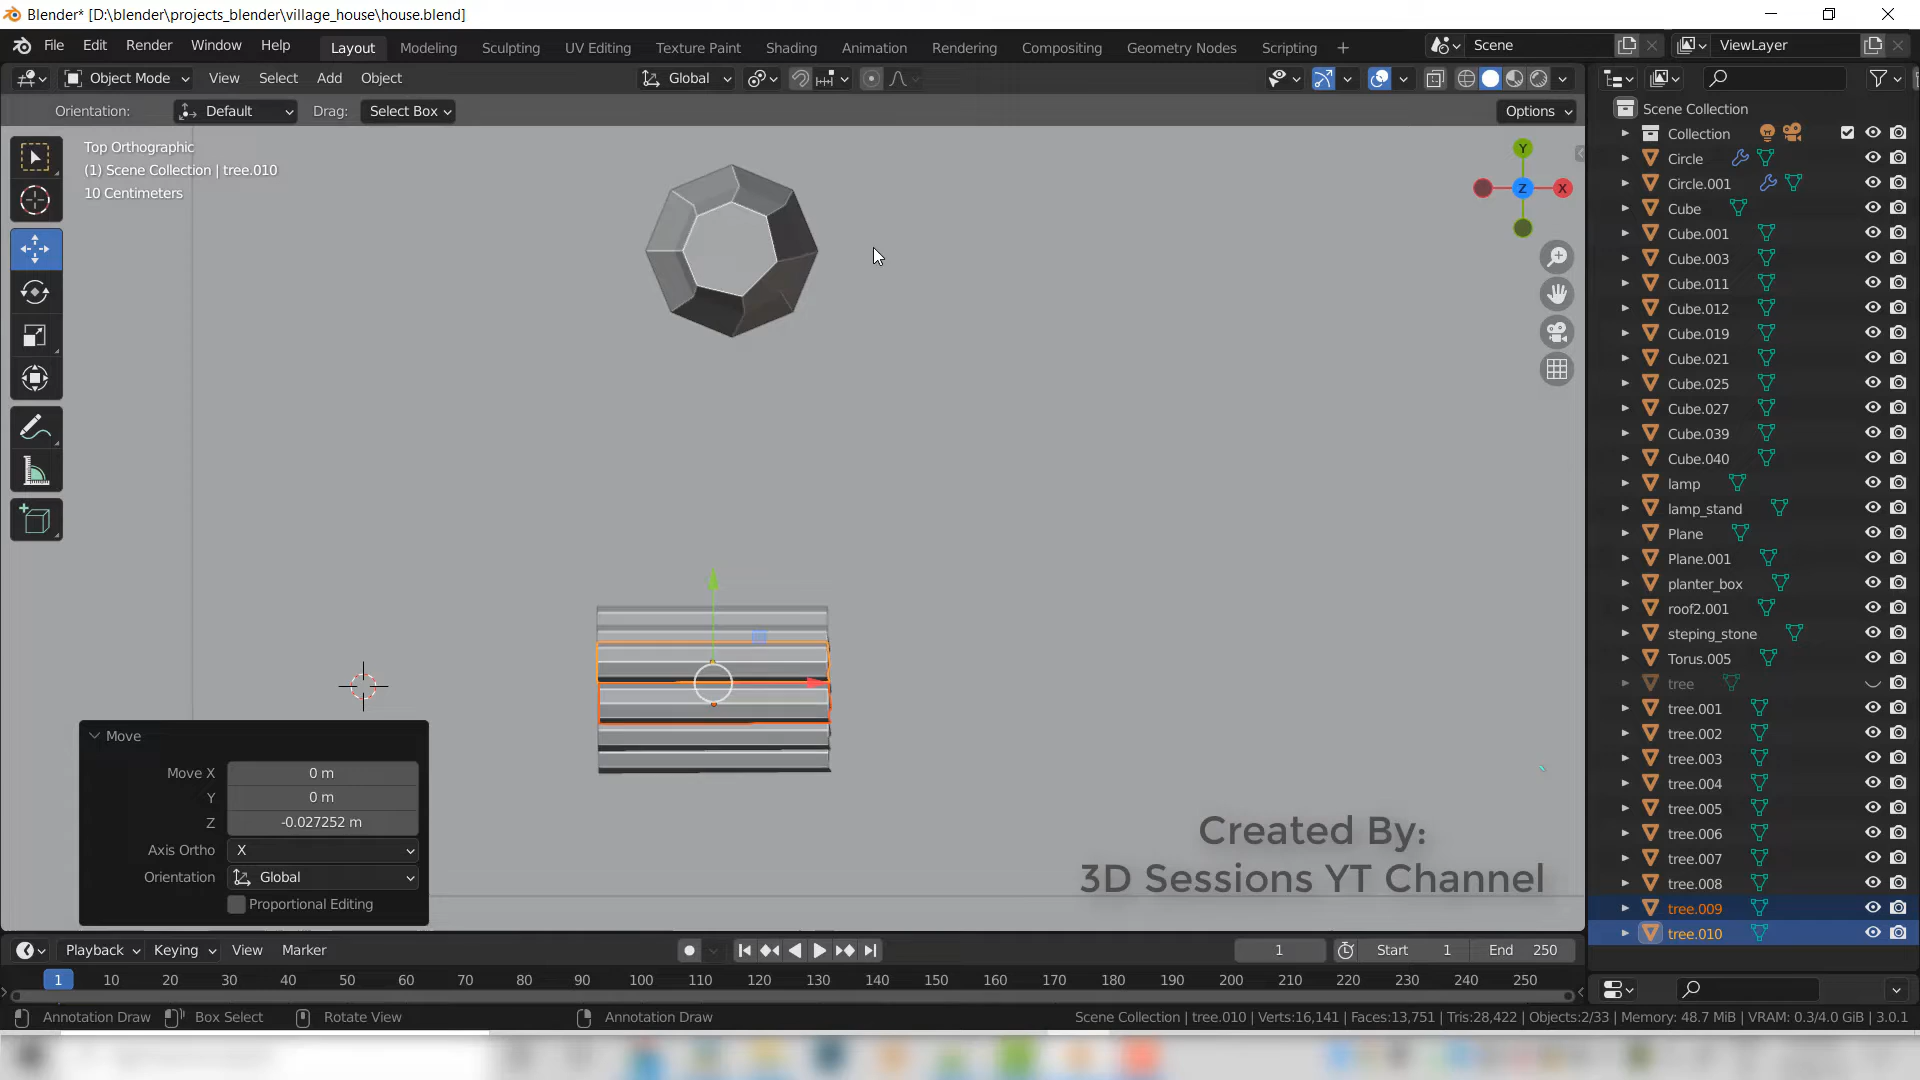 Blender* [D:\blender\projects_blender\village_house\house.blend]
File Edit Render Window Help Layout Modeling Sculpting UV Editing Texture Paint Shading Animation Rendering Compositing Geometry Nodes Scripting + Scene ViewLayer
Object Mode View Select Add Object Global
Orientation: Default Drag: Select Box Options
Top Orthographic
(1) Scene Collection | tree.010
10 Centimeters
Y
Z
X
Scene Collection
Collection
Circle
Circle.001
Cube
Cube.001
Cube.003
Cube.011
Cube.012
Cube.019
Cube.021
Cube.025
Cube.027
Cube.039
Cube.040
lamp
lamp_stand
Plane
Plane.001
planter_box
roof2.001
steping_stone
Torus.005
tree
tree.001
tree.002
tree.003
tree.004
tree.005
tree.006
tree.007
tree.008
tree.009
tree.010
Move
Move X 0 m
Y 0 m
Z -0.027252 m
Axis Ortho X
Orientation Global
Proportional Editing
Created By:
3D Sessions YT Channel
Playback Keying View Marker 1 Start 1 End 250
1 10 20 30 40 50 60 70 80 90 100 110 120 130 140 150 160 170 180 190 200 210 220 230 240 250
Annotation Draw Box Select Rotate View Annotation Draw Scene Collection | tree.010 | Verts:16,141 | Faces:13,751 | Tris:28,422 | Objects:2/33 | Memory: 48.7 MiB | VRAM: 0.3/4.0 GiB | 3.0.1